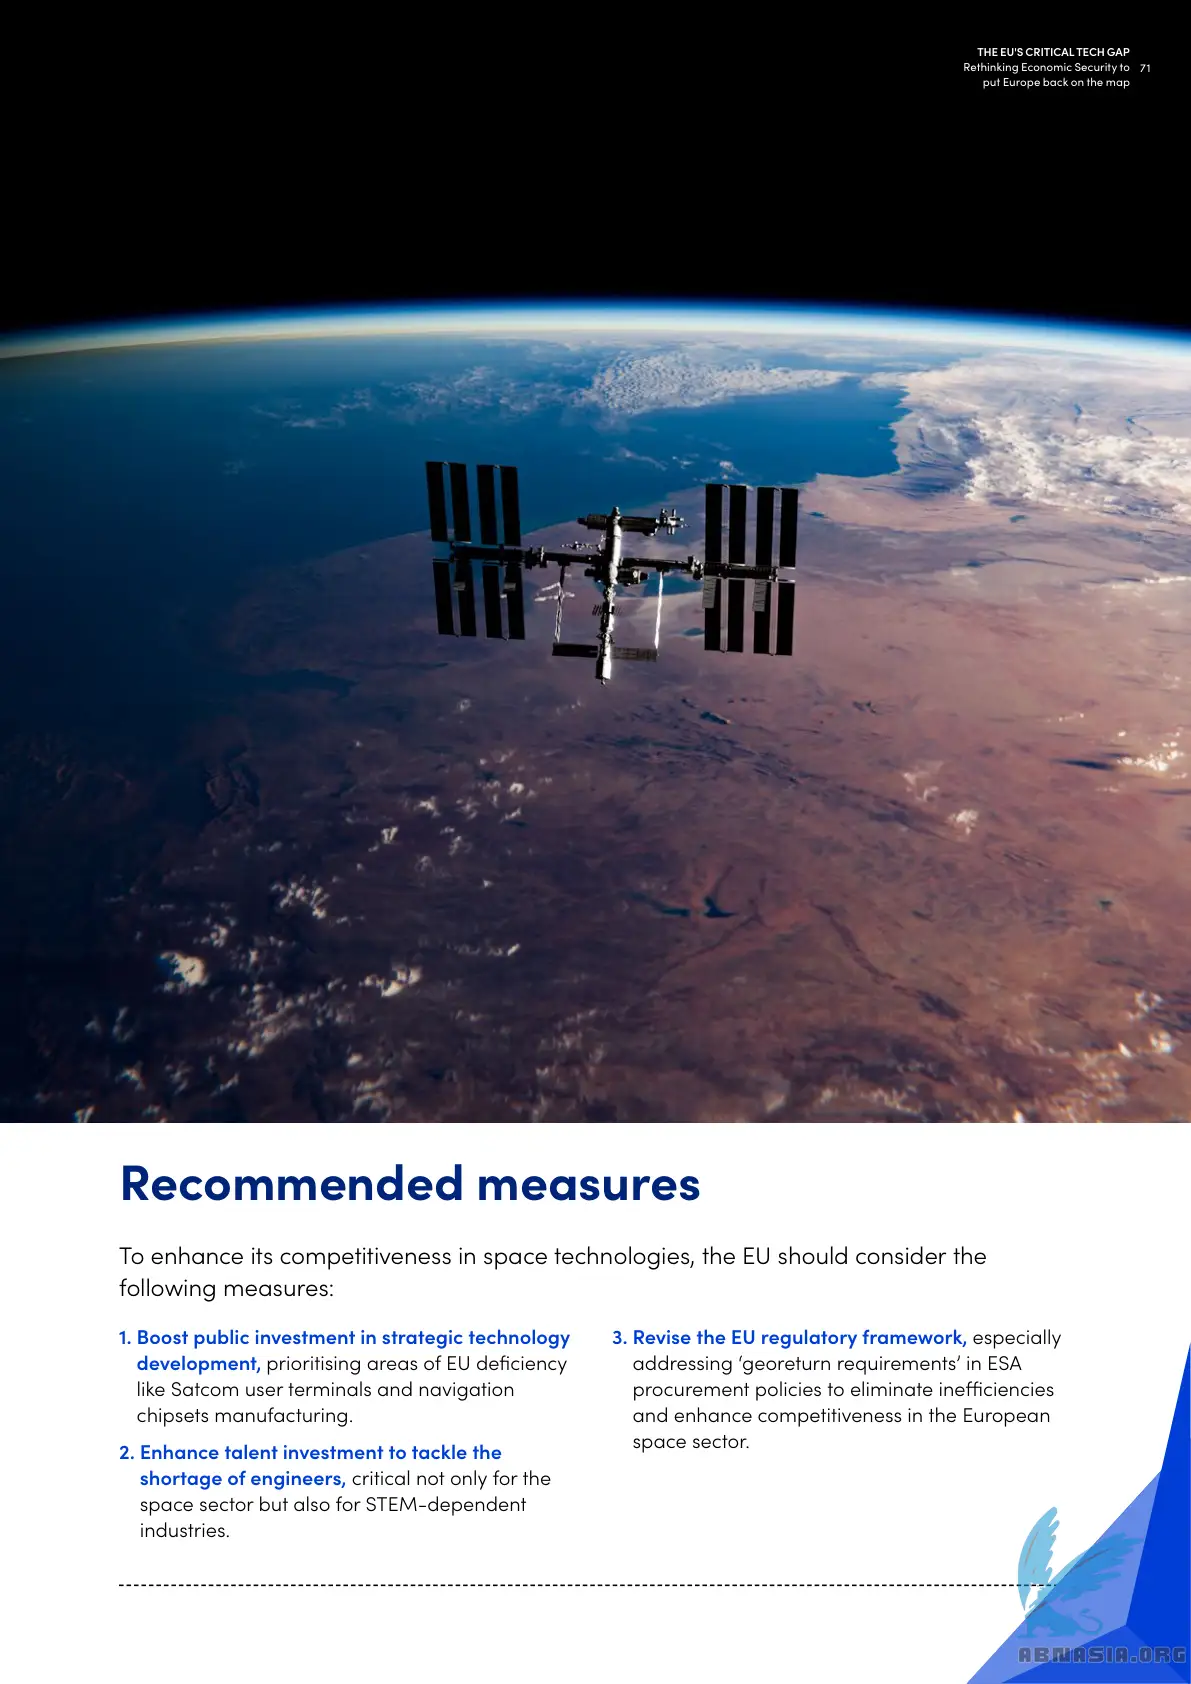 THE EU'S CRITICAL TECH GAP
Rethinking Economic Security to
put Europe back on the map
71
Recommended measures
To enhance its competitiveness in space technologies, the EU should consider the
following measures:
1. Boost public investment in strategic technology
development, prioritising areas of EU deficiency
like Satcom user terminals and navigation
chipsets manufacturing.
2. Enhance talent investment to tackle the
shortage of engineers, critical not only for the
space sector but also for STEM-dependent
industries.
3. Revise the EU regulatory framework, especially
addressing ‘georeturn requirements’ in ESA
procurement policies to eliminate inefficiencies
and enhance competitiveness in the European
space sector.
ABNASIA.ORG